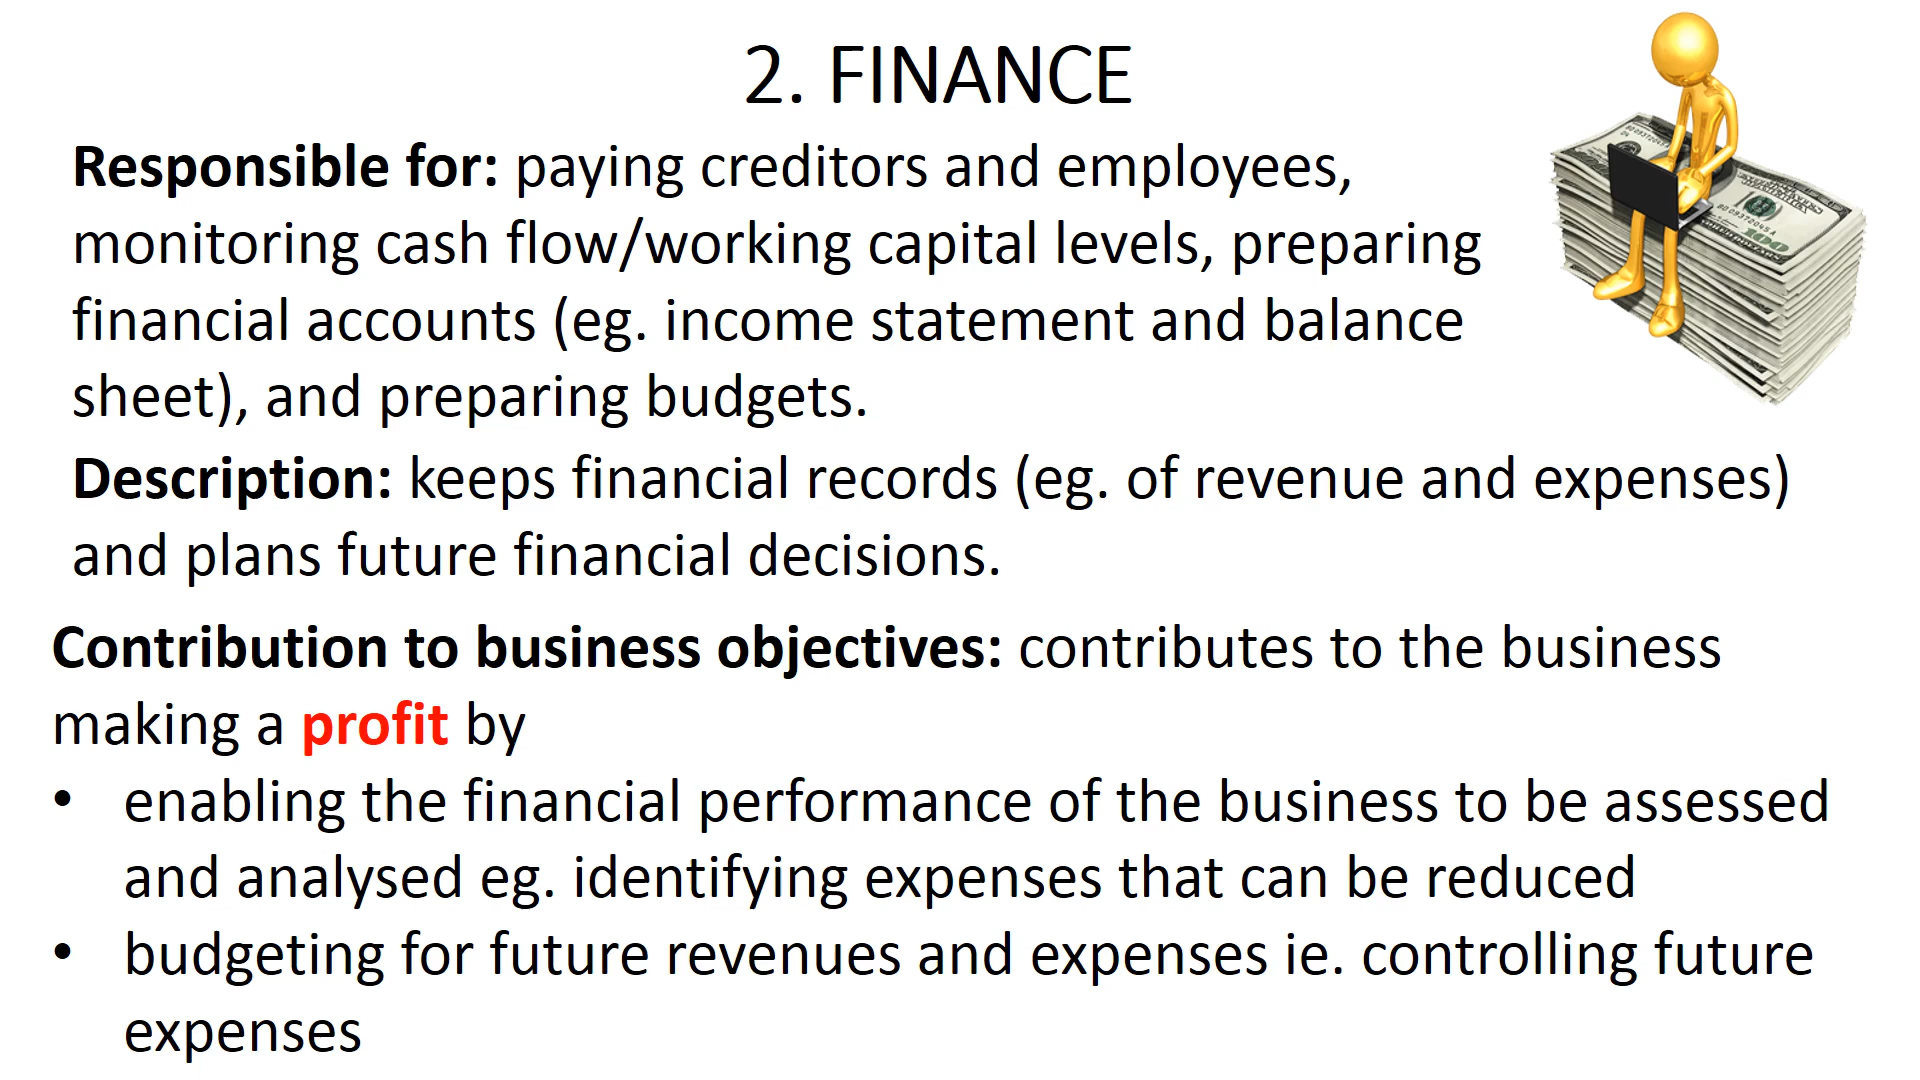 2. FINANCE
Responsible for: paying creditors and employees,
monitoring cash flow/working capital levels, preparing
financial accounts (eg. income statement and balance
sheet), and preparing budgets.
Description: keeps financial records (eg. of revenue and expenses)
and plans future financial decisions.
Contribution to business objectives: contributes to the business
making a profit by
• enabling the financial performance of the business to be assessed
and analysed eg. identifying expenses that can be reduced
• budgeting for future revenues and expenses ie. controlling future
expenses